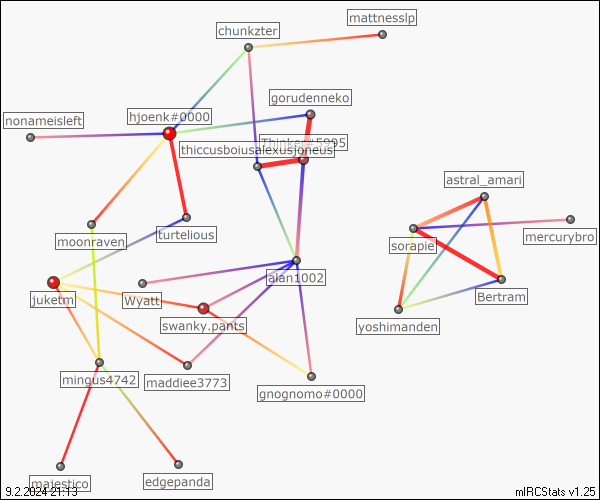 mattnesslp
chunkzter
gorudenneko
hjoenk#0000
nonameisleft
Thinker#5995
thiccusboiusalexusjoneus
astral_amari
turtelious
mercurybro
moonraven
sorapie
alan1002
juketm
Wyatt
Bertram
swanky.pants
yoshimanden
mingus4742
maddiee3773
gnognomo#0000
majestico
edgepanda
9.2.2024 21:13
mIRCStats v1.25